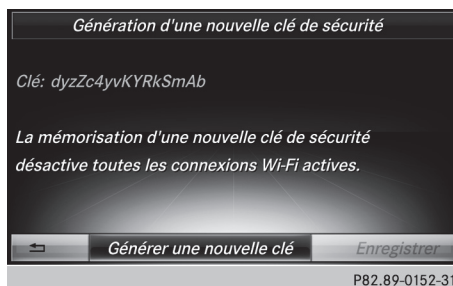 Génération d'une nouvelle clé de sécurité
Clé: dyzZc4yvKYRkSmAb
La mémorisation d'une nouvelle clé de sécurité
désactive toutes les connexions Wi-Fi actives.
Générer une nouvelle clé Enregistrer
P82.89-0152-31